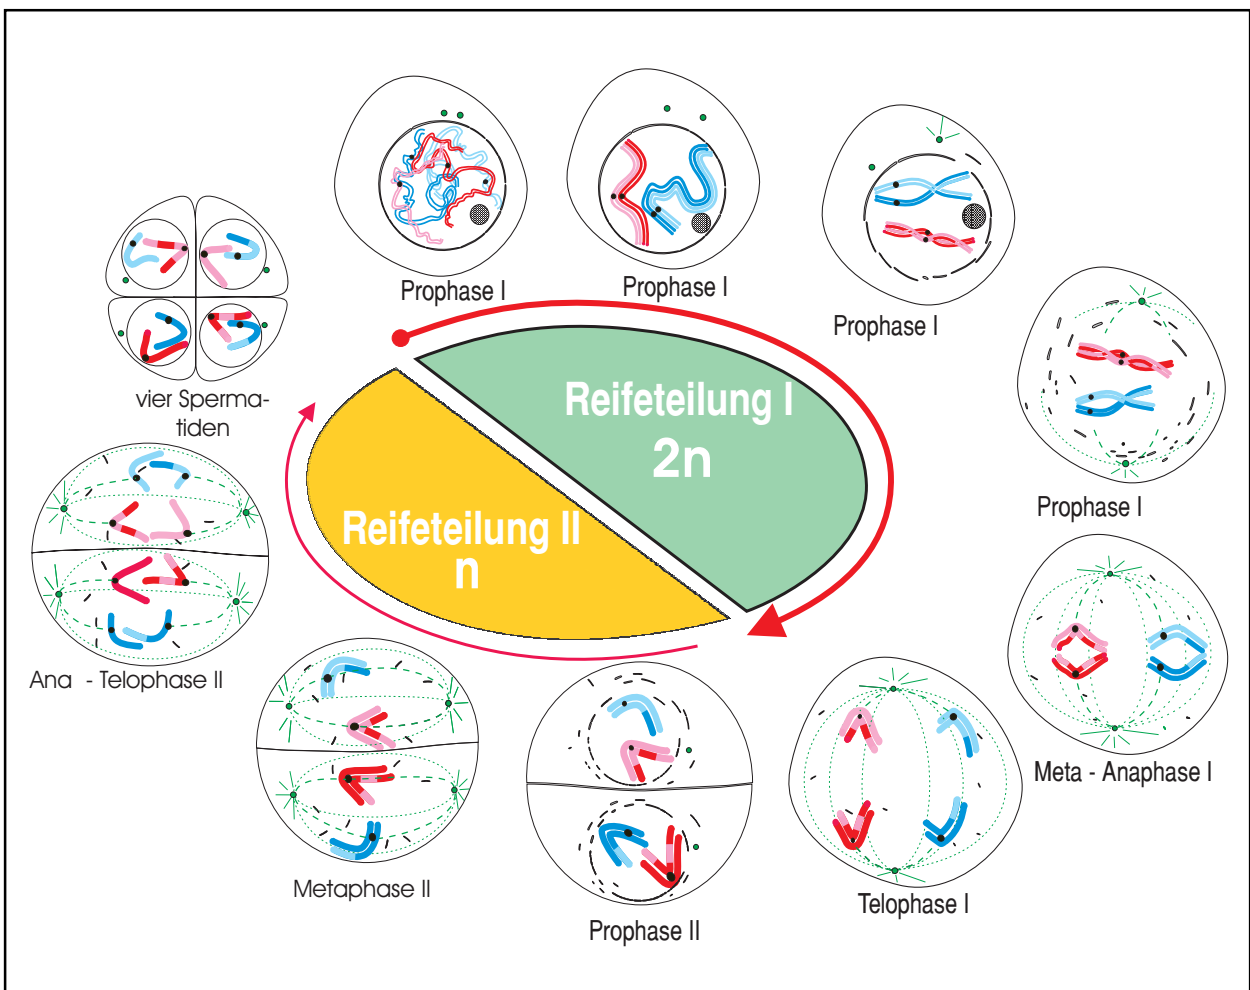 Prophase I
Prophase I
Prophase I
Prophase I
Meta - Anaphase I
Telophase I
Prophase II
Metaphase II
Ana - Telophase II
vier Sperma-
tiden
Reifeteilung I
2n
Reifeteilung II
n